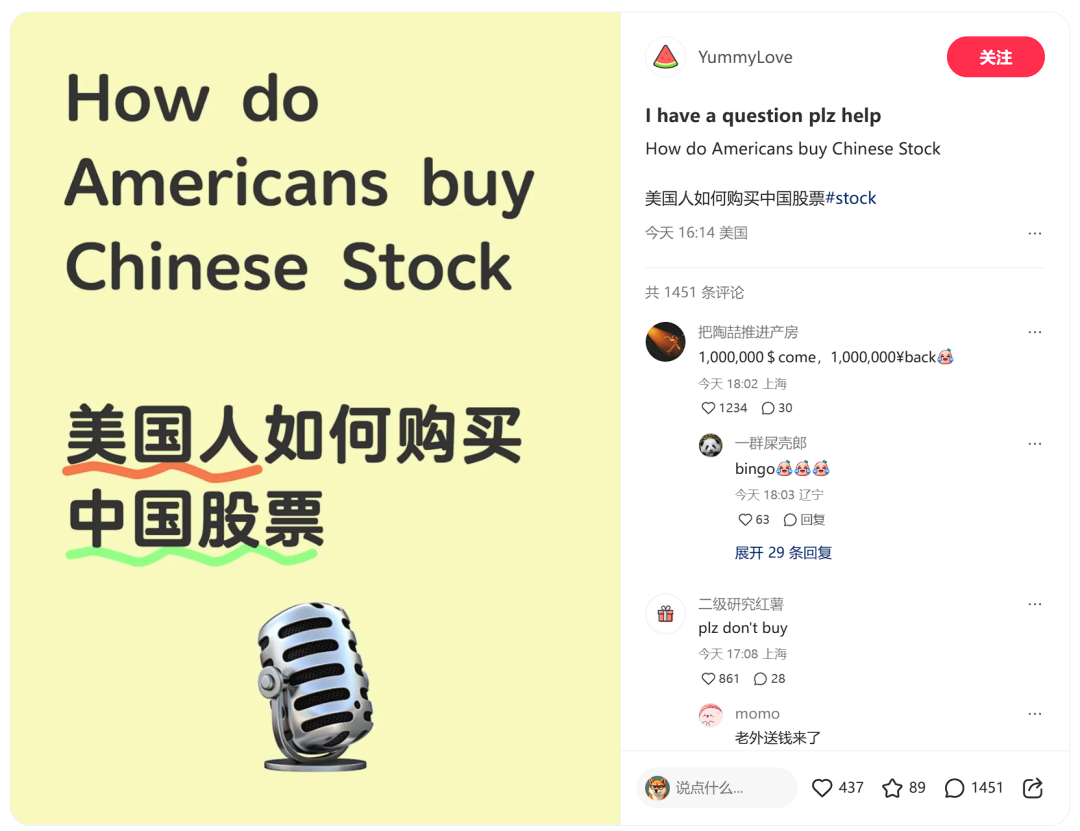 How do
Americans buy
Chinese Stock
美国人如何购买
中国股票
YummyLove
关注
I have a question plz help
How do Americans buy Chinese Stock
美国人如何购买中国股票#stock
今天 16:14 美国
共 1451 条评论
把陶喆推进产房
1,000,000＄come，1,000,000¥back
今天 18:02 上海
1234 30
一群屎壳郎
bingo
今天 18:03 辽宁
63 回复
展开 29 条回复
二级研究红薯
plz don't buy
今天 17:08 上海
861 28
momo
老外送钱来了
说点什么... 437 89 1451